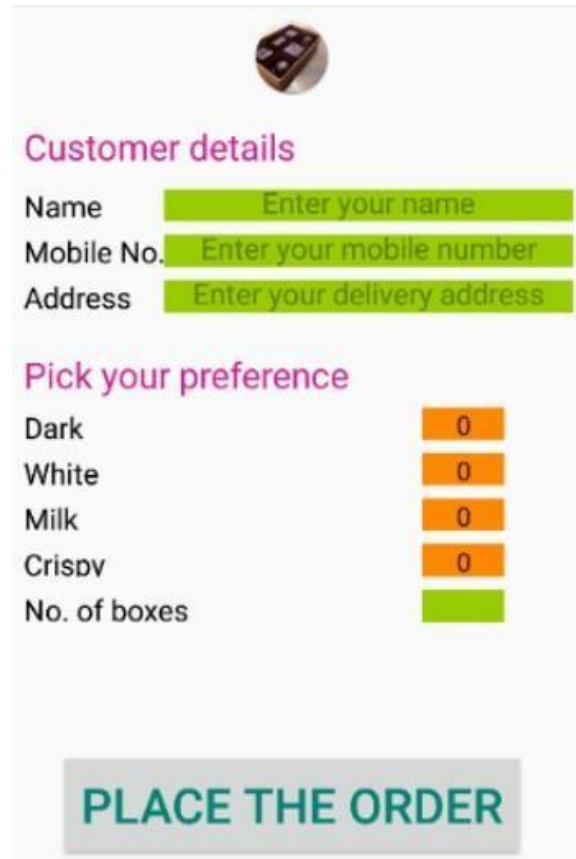 Customer details
Name Enter your name
Mobile No. Enter your mobile number
Address Enter your delivery address
Pick your preference
Dark 0
White 0
Milk 0
Crispy 0
No. of boxes
PLACE THE ORDER